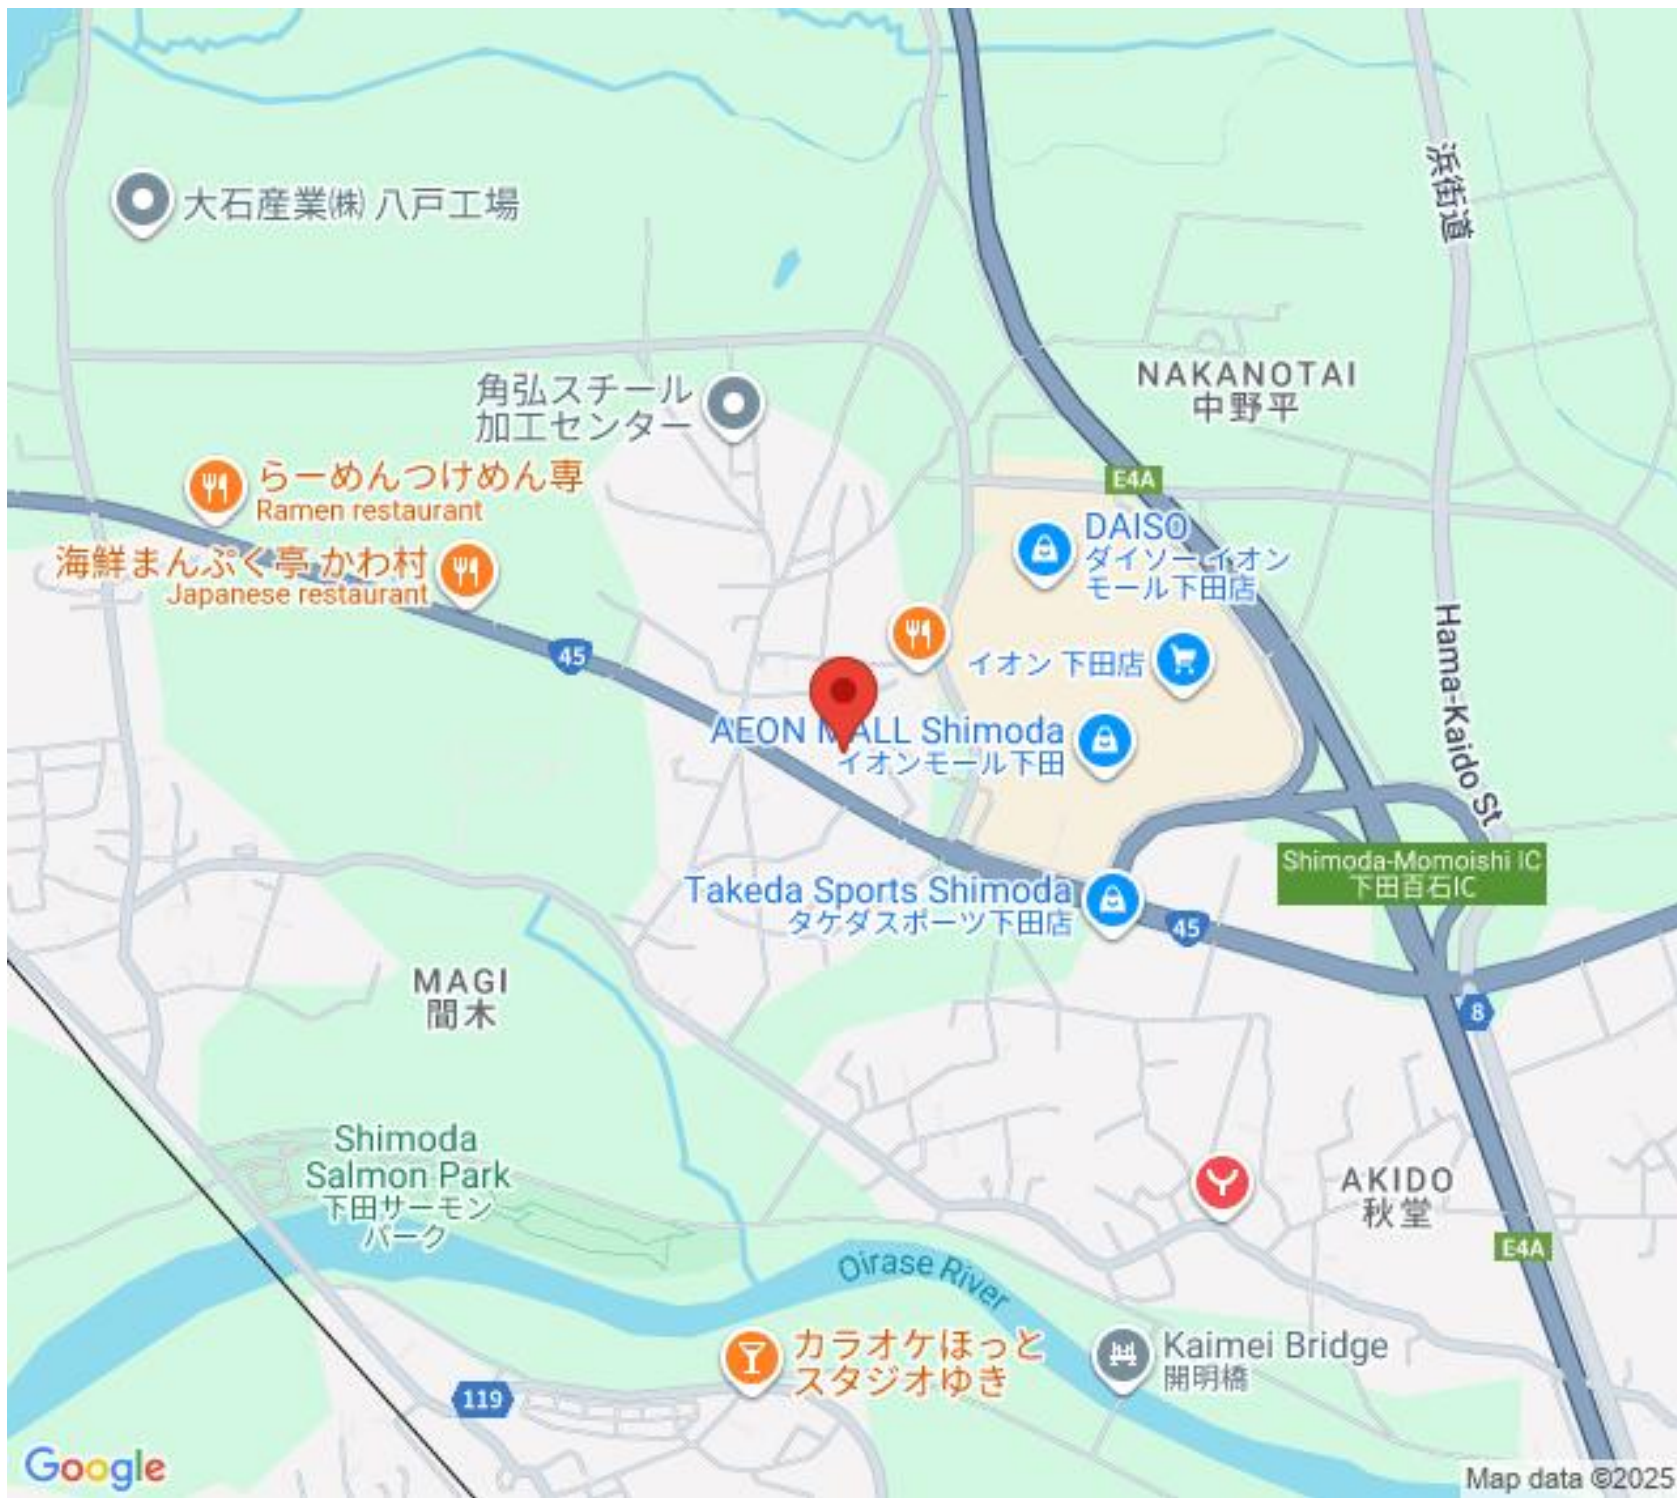 浜街道
大石産業㈱ 八戸工場
NAKANOTAI
中野平
角弘スチール
加工センター
E4A
らーめんつけめん専
Ramen restaurant
DAISO
ダイソー イオン
モール下田店
海鮮まんぷく亭 かわ村
Japanese restaurant
45
イオン 下田店
Hama-Kaido St
AEON MALL Shimoda
イオンモール下田
Shimoda-Momoishi IC
下田百石IC
Takeda Sports Shimoda
タケダスポーツ下田店
45
MAGI
間木
8
Shimoda
Salmon Park
下田サーモン
パーク
AKIDO
秋堂
E4A
Oirase River
カラオケほっと
スタジオゆき
Kaimei Bridge
開明橋
119
Google
Map data ©2025